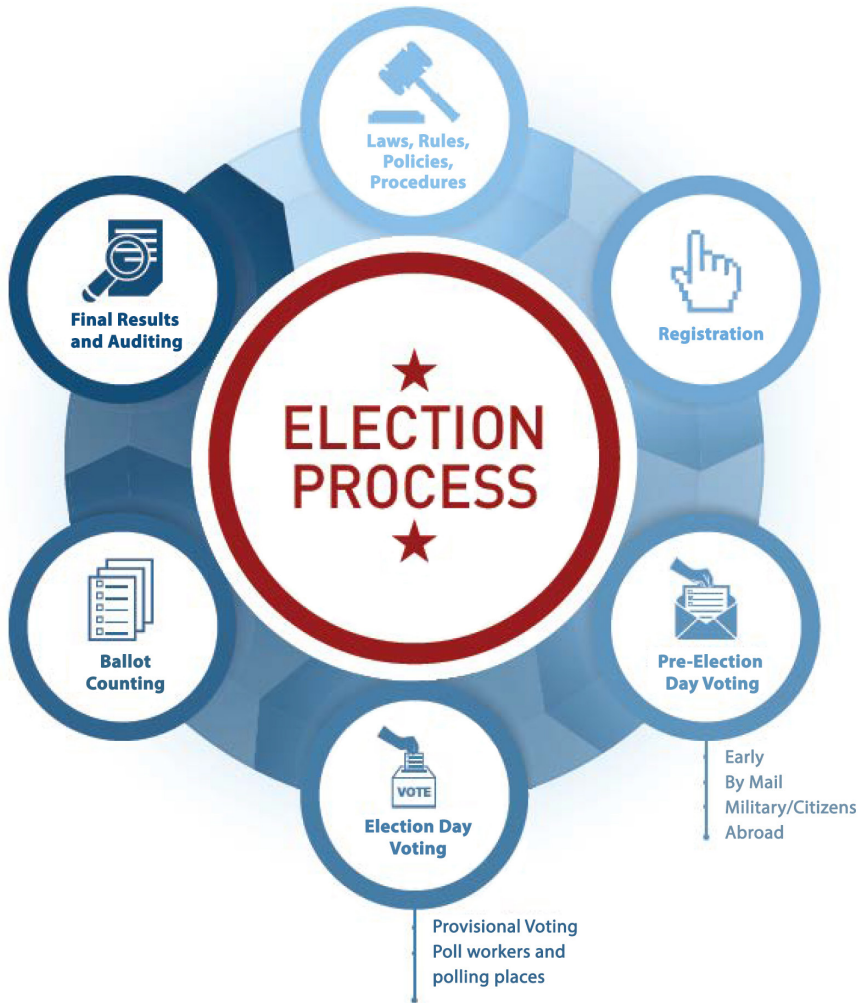 Laws, Rules,
Policies,
Procedures
Registration
Pre-Election
Day Voting
Early
By Mail
Military/Citizens
Abroad
VOTE
Election Day
Voting
Provisional Voting
Poll workers and
polling places
Ballot
Counting
Final Results
and Auditing
ELECTION
PROCESS